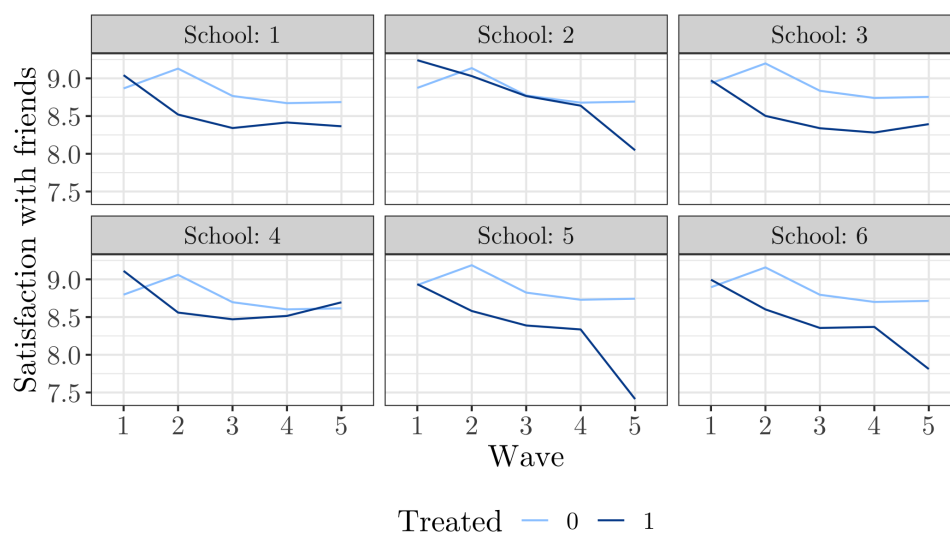 School: 1 School: 2 School: 3
9.0
8.5
8.0
7.5
School: 4 School: 5 School: 6
9.0
8.5
8.0
7.5
1 2 3 4 5 1 2 3 4 5 1 2 3 4 5
Satisfaction with friends
Wave
Treated 0 1